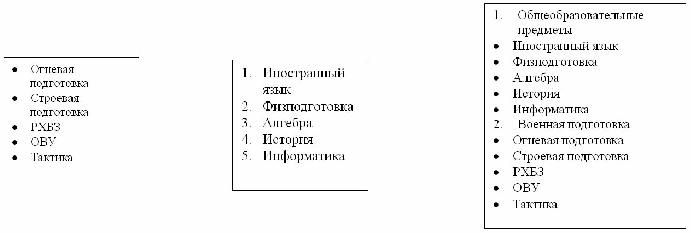 • Огневая
подготовка
• Строевая
подготовка
• РХБЗ
• ОВУ
• Тактика
1. Иностранный
язык
2. Физподготовка
3. Алгебра
4. История
5. Информатика
1. Общеобразовательные
предметы
• Иностранный язык
• Физподготовка
• Алгебра
• История
• Информатика
2. Военная подготовка
• Огневая подготовка
• Строевая подготовка
• РХБЗ
• ОВУ
• Тактика